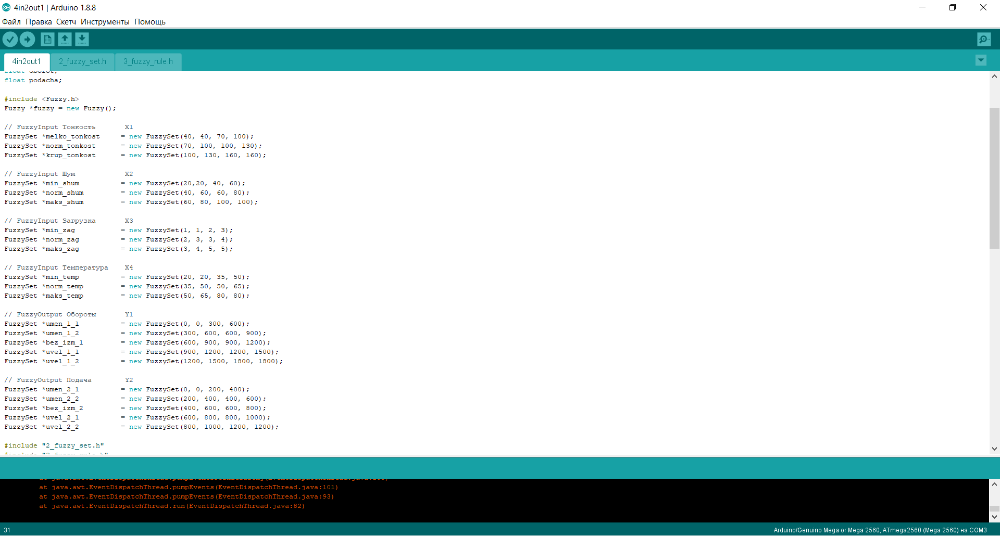 4in2out1 | Arduino 1.8.8
Файл Правка Скетч Инструменты Помощь
4in2out1 2_fuzzy_set.h 3_fuzzy_rule.h
float oborot;
float podacha;
#include <Fuzzy.h>
Fuzzy *fuzzy = new Fuzzy();
// FuzzyInput Тонкость X1
FuzzySet *melko_tonkost = new FuzzySet(40, 40, 70, 100);
FuzzySet *norm_tonkost = new FuzzySet(70, 100, 100, 130);
FuzzySet *krup_tonkost = new FuzzySet(100, 130, 160, 160);
// FuzzyInput Шум X2
FuzzySet *min_shum = new FuzzySet(20,20, 40, 60);
FuzzySet *norm_shum = new FuzzySet(40, 60, 60, 80);
FuzzySet *maks_shum = new FuzzySet(60, 80, 100, 100);
// FuzzyInput Загрузка X3
FuzzySet *min_zag = new FuzzySet(1, 1, 2, 3);
FuzzySet *norm_zag = new FuzzySet(2, 3, 3, 4);
FuzzySet *maks_zag = new FuzzySet(3, 4, 5, 5);
// FuzzyInput Температура X4
FuzzySet *min_temp = new FuzzySet(20, 20, 35, 50);
FuzzySet *norm_temp = new FuzzySet(35, 50, 50, 65);
FuzzySet *maks_temp = new FuzzySet(50, 65, 80, 80);
// FuzzyOutput Обороты Y1
FuzzySet *umen_1_1 = new FuzzySet(0, 0, 300, 600);
FuzzySet *umen_1_2 = new FuzzySet(300, 600, 600, 900);
FuzzySet *bez_izm_1 = new FuzzySet(600, 900, 900, 1200);
FuzzySet *uvel_1_1 = new FuzzySet(900, 1200, 1200, 1500);
FuzzySet *uvel_1_2 = new FuzzySet(1200, 1500, 1800, 1800);
// FuzzyOutput Подача Y2
FuzzySet *umen_2_1 = new FuzzySet(0, 0, 200, 400);
FuzzySet *umen_2_2 = new FuzzySet(200, 400, 400, 600);
FuzzySet *bez_izm_2 = new FuzzySet(400, 600, 600, 800);
FuzzySet *uvel_2_1 = new FuzzySet(600, 800, 800, 1000);
FuzzySet *uvel_2_2 = new FuzzySet(800, 1000, 1200, 1200);
#include "2_fuzzy_set.h"
#include "3_fuzzy_rule.h"
at java.awt.EventDispatchThread.pumpEvents(EventDispatchThread.java:101)
at java.awt.EventDispatchThread.pumpEvents(EventDispatchThread.java:93)
at java.awt.EventDispatchThread.run(EventDispatchThread.java:82)
31 Arduino/Genuino Mega or Mega 2560, ATmega2560 (Mega 2560) на COM3